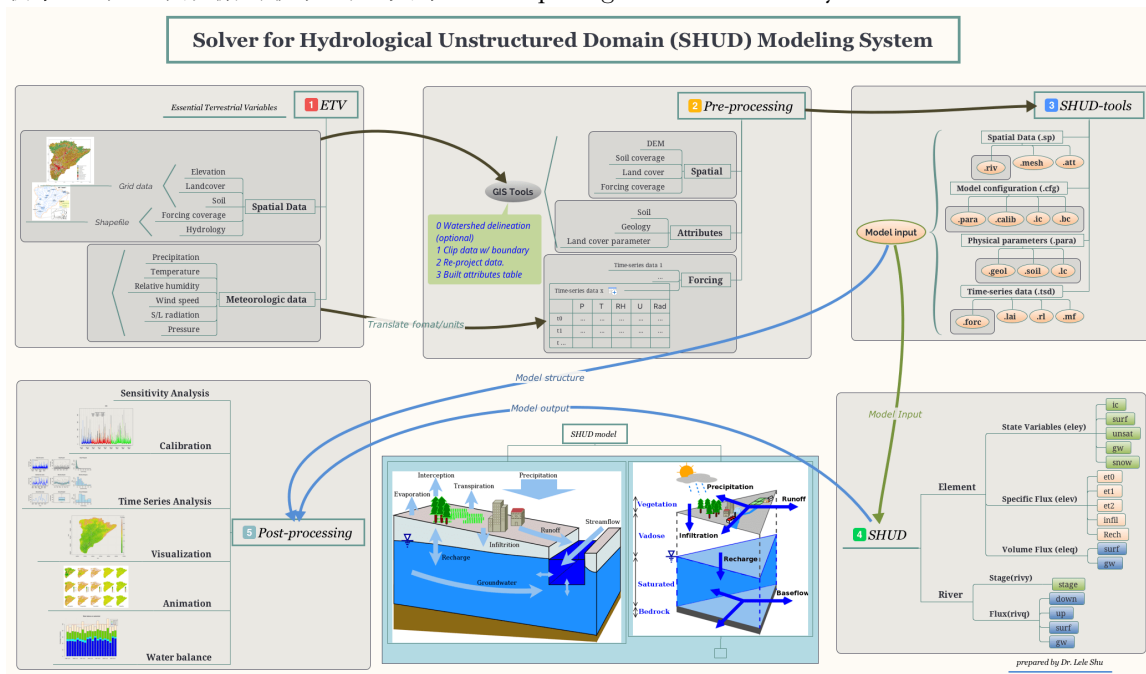 Solver for Hydrological Unstructured Domain (SHUD) Modeling System
Essential Terrestrial Variables
1 ETV
Grid data
Shapefile
Elevation
Landcover
Soil
Forcing coverage
Hydrology
Spatial Data
Precipitation
Temperature
Relative humidity
Wind speed
S/L radiation
Pressure
Meteorologic data
Translate fomat/units
2 Pre-processing
GIS Tools
0 Watershed delineation
(optional)
1 Clip data w/ boundary
2 Re-project data.
3 Built attributes table
DEM
Soil coverage
Land cover
Forcing coverage
Spatial
Soil
Geology
Land cover parameter
Attributes
Time-series data 1
...
Forcing
Time-series data x
P T RH U Rad
t0 ... ... ... ... ...
t1 ... ... ... ... ...
t ... ... ... ... ... ...
3 SHUD-tools
Model input
Spatial Data (.sp)
.riv .mesh .att
Model configuration (.cfg)
.para .calib .ic .bc
Physical parameters (.para)
.geol .soil .lc
Time-series data (.tsd)
.forc .lai .rl .mf
Model structure
Model output
Model Input
Sensitivity Analysis
Calibration
Time Series Analysis
Visualization
Animation
Water balance
5 Post-processing
SHUD model
Interception
Precipitation
Transpiration
Evaporation
Streamflow
Runoff
Infiltrition
Recharge
Groundwater
Precipitation
Runoff
Vegetation
Infiltration
Vadose
Recharge
Saturated
Baseflow
Bedrock
4 SHUD
Element
State Variables (eley)
ic
surf
unsat
gw
snow
Specific Flux (elev)
et0
et1
et2
infil
Rech
Volume Flux (eleq)
surf
gw
River
Stage(rivy)
stage
Flux(rivq)
down
up
surf
gw
prepared by Dr. Lele Shu